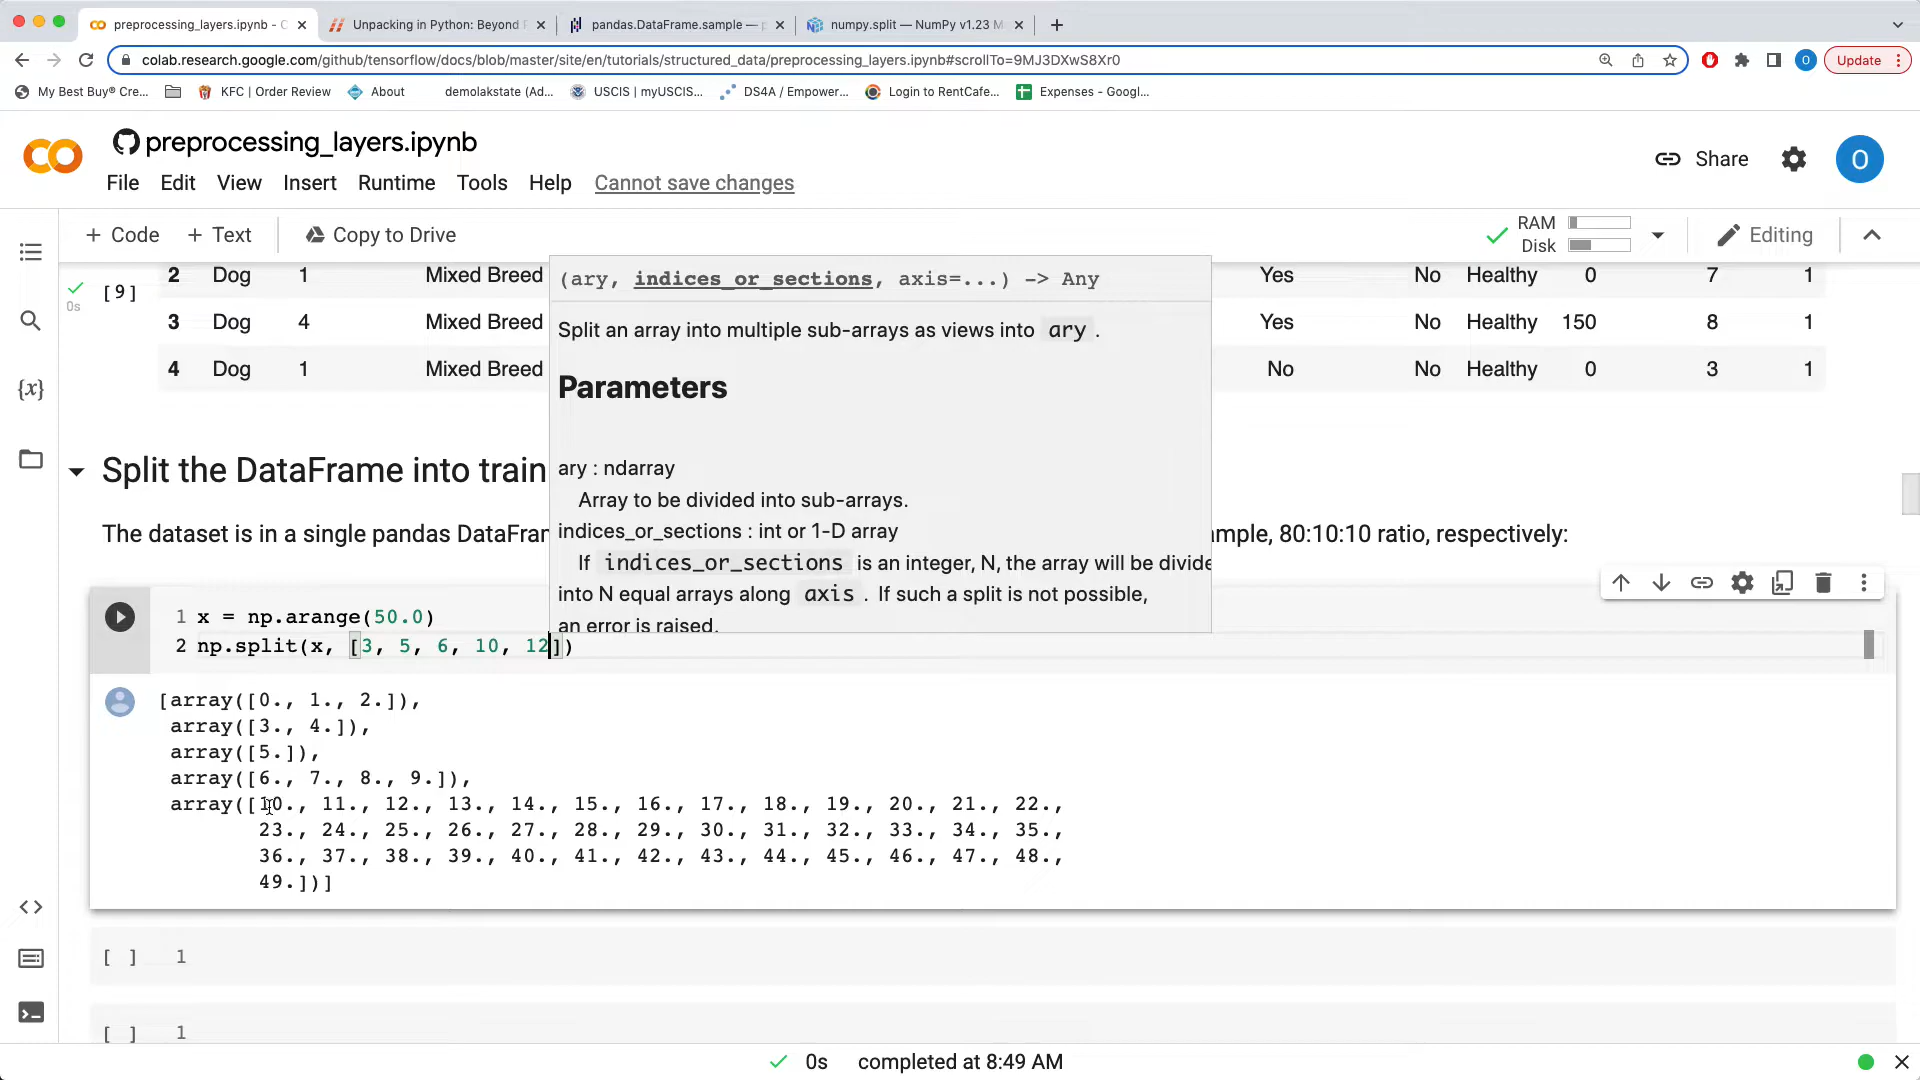 preprocessing_layers.ipynb - C
Unpacking in Python: Beyond
pandas.DataFrame.sample —
numpy.split — NumPy v1.23 M
colab.research.google.com/github/tensorflow/docs/blob/master/site/en/tutorials/structured_data/preprocessing_layers.ipynb#scrollTo=9MJ3DXwS8Xr0
O
Update
My Best Buy® Cre...
KFC | Order Review
About
demolakstate (Ad...
USCIS | myUSCIS...
DS4A / Empower...
Login to RentCafe...
Expenses - Googl...
preprocessing_layers.ipynb
Share
O
File Edit View Insert Runtime Tools Help Cannot save changes
+ Code + Text Copy to Drive
RAM
Disk
Editing
{x}
0s
[9]
2 Dog 1 Mixed Breed Yes No Healthy 0 7 1
3 Dog 4 Mixed Breed Yes No Healthy 150 8 1
4 Dog 1 Mixed Breed No No Healthy 0 3 1
(ary, indices_or_sections, axis=...) -> Any
Split an array into multiple sub-arrays as views into ary .
Parameters
ary : ndarray
Array to be divided into sub-arrays.
indices_or_sections : int or 1-D array
If indices_or_sections is an integer, N, the array will be divide
into N equal arrays along axis . If such a split is not possible,
an error is raised.
Split the DataFrame into train
The dataset is in a single pandas DataFran
mple, 80:10:10 ratio, respectively:
1 x = np.arange(50.0)
2 np.split(x, [3, 5, 6, 10, 12])
[array([0., 1., 2.]),
array([3., 4.]),
array([5.]),
array([6., 7., 8., 9.]),
array([10., 11., 12., 13., 14., 15., 16., 17., 18., 19., 20., 21., 22.,
23., 24., 25., 26., 27., 28., 29., 30., 31., 32., 33., 34., 35.,
36., 37., 38., 39., 40., 41., 42., 43., 44., 45., 46., 47., 48.,
49.])]
[ ] 1
[ ] 1
0s completed at 8:49 AM